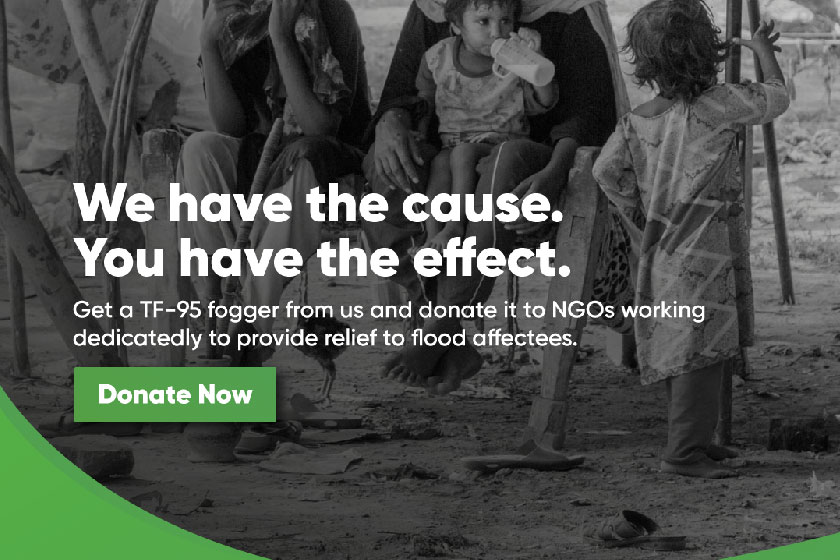 We have the cause.
You have the effect.
Get a TF-95 fogger from us and donate it to NGOs working
dedicatedly to provide relief to flood affectees.
Donate Now